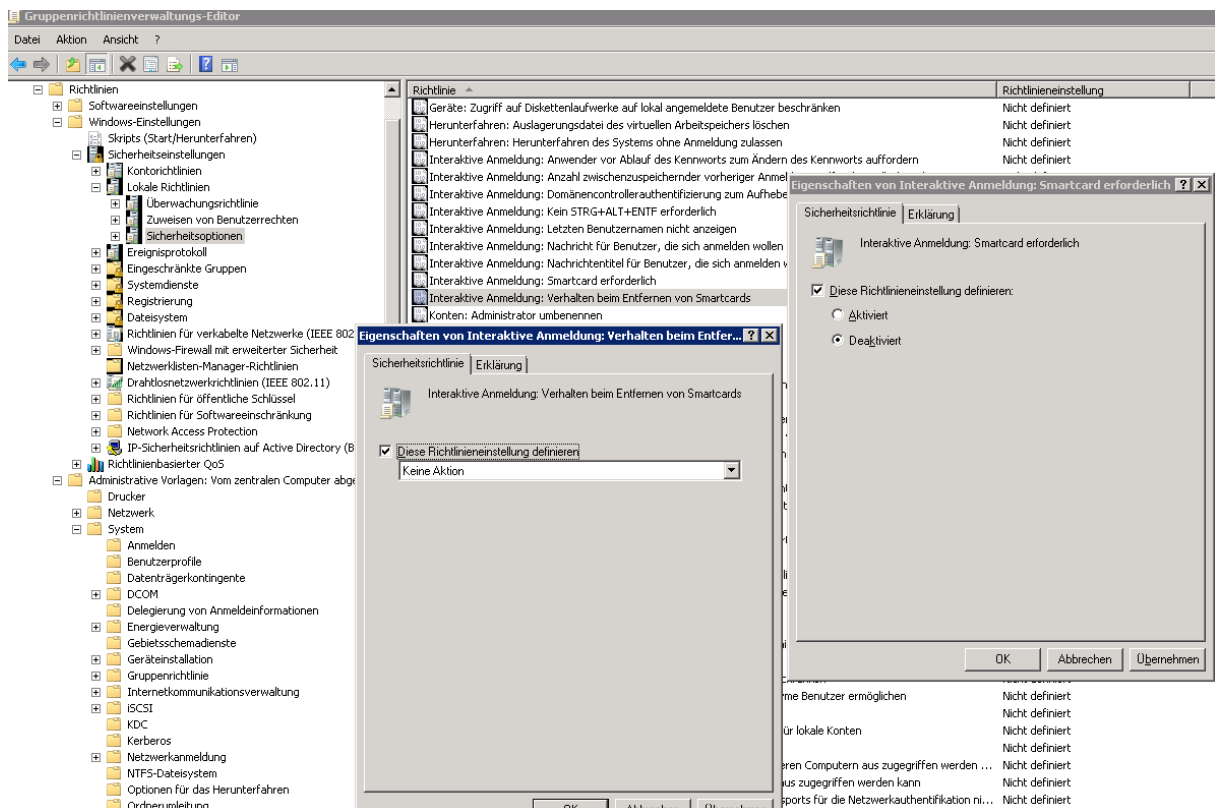 Gruppenrichtlinienverwaltungs-Editor
Datei Aktion Ansicht ?
Richtlinien
Softwareeinstellungen
Windows-Einstellungen
Skripts (Start/Herunterfahren)
Sicherheitseinstellungen
Kontorichtlinien
Lokale Richtlinien
Überwachungsrichtlinie
Zuweisen von Benutzerrechten
Sicherheitsoptionen
Ereignisprotokoll
Eingeschränkte Gruppen
Systemdienste
Registrierung
Dateisystem
Richtlinien für verkabelte Netzwerke (IEEE 802
Windows-Firewall mit erweiterter Sicherheit
Netzwerklisten-Manager-Richtlinien
Drahtlosnetzwerkrichtlinien (IEEE 802.11)
Richtlinien für öffentliche Schlüssel
Richtlinien für Softwareeinschränkung
Network Access Protection
IP-Sicherheitsrichtlinien auf Active Directory (B
Richtlinienbasierter QoS
Administrative Vorlagen: Vom zentralen Computer abge
Drucker
Netzwerk
System
Anmelden
Benutzerprofile
Datenträgerkontingente
DCOM
Delegierung von Anmeldeinformationen
Energieverwaltung
Gebietsschemadienste
Geräteinstallation
Gruppenrichtlinie
Internetkommunikationsverwaltung
iSCSI
KDC
Kerberos
Netzwerkanmeldung
NTFS-Dateisystem
Optionen für das Herunterfahren
Ordnerumleitung
Richtlinie Richtlinieneinstellung
Geräte: Zugriff auf Diskettenlaufwerke auf lokal angemeldete Benutzer beschränken Nicht definiert
Herunterfahren: Auslagerungsdatei des virtuellen Arbeitspeichers löschen Nicht definiert
Herunterfahren: Herunterfahren des Systems ohne Anmeldung zulassen Nicht definiert
Interaktive Anmeldung: Anwender vor Ablauf des Kennworts zum Ändern des Kennworts auffordern Nicht definiert
Interaktive Anmeldung: Anzahl zwischenzuspeichernder vorheriger Anmel
Interaktive Anmeldung: Domänencontrollerauthentifizierung zum Aufhebe
Interaktive Anmeldung: Kein STRG+ALT+ENTF erforderlich
Interaktive Anmeldung: Letzten Benutzernamen nicht anzeigen
Interaktive Anmeldung: Nachricht für Benutzer, die sich anmelden wollen
Interaktive Anmeldung: Nachrichtentitel für Benutzer, die sich anmelden
Interaktive Anmeldung: Smartcard erforderlich
Interaktive Anmeldung: Verhalten beim Entfernen von Smartcards
Konten: Administrator umbenennen
Eigenschaften von Interaktive Anmeldung: Verhalten beim Entfer...
Sicherheitsrichtlinie Erklärung
Interaktive Anmeldung: Verhalten beim Entfernen von Smartcards
Diese Richtlinieneinstellung definieren
Keine Aktion
Eigenschaften von Interaktive Anmeldung: Smartcard erforderlich
Sicherheitsrichtlinie Erklärung
Interaktive Anmeldung: Smartcard erforderlich
Diese Richtlinieneinstellung definieren:
Aktiviert
Deaktiviert
OK Abbrechen Übernehmen
me Benutzer ermöglichen Nicht definiert
Nicht definiert
ür lokale Konten Nicht definiert
Nicht definiert
eren Computern aus zugegriffen werden ... Nicht definiert
us zugegriffen werden kann Nicht definiert
sports für die Netzwerkauthentifikation ni... Nicht definiert